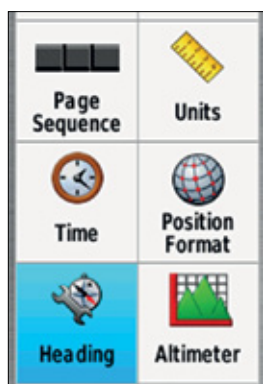 Page
Sequence
Units
Time
Position
Format
Heading
Altimeter